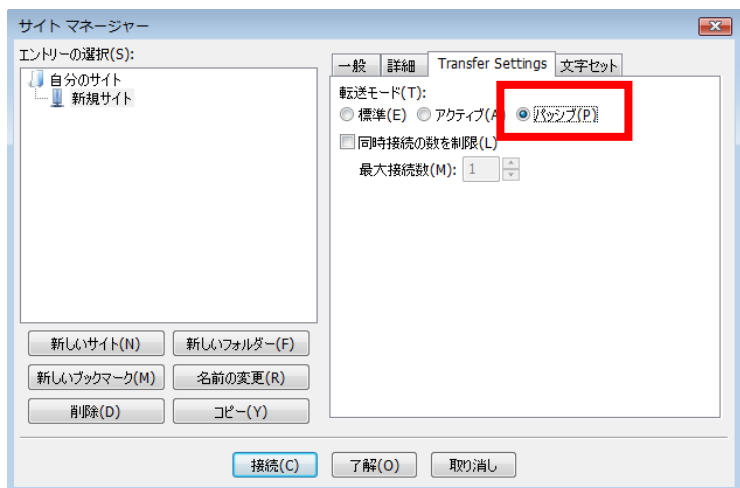 サイト マネージャー
エントリーの選択(S):
自分のサイト
新規サイト
新しいサイト(N)
新しいフォルダー(F)
新しいブックマーク(M)
名前の変更(R)
削除(D)
コピー(Y)
一般
詳細
Transfer Settings
文字セット
転送モード(T):
標準(E)
アクティブ(A
パッシブ(P)
同時接続の数を制限(L)
最大接続数(M): 1
接続(C)
了解(O)
取り消し